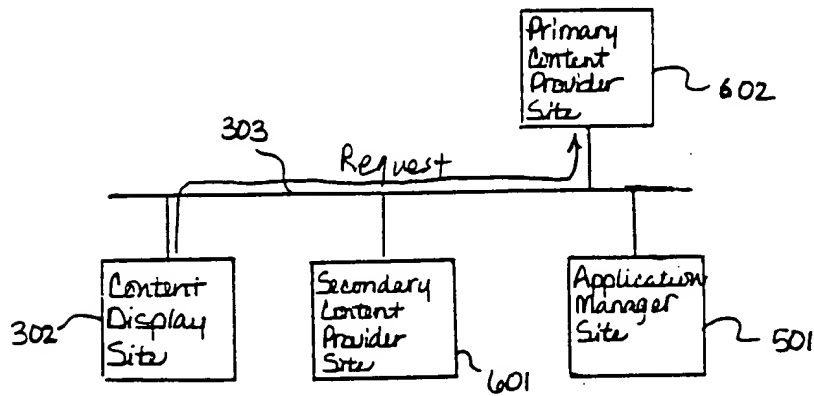 Primary
Content
Provider
Site
602
303
Request
Content
Display
Site
302
Secondary
Content
Provider
Site
601
Application
Manager
Site
501